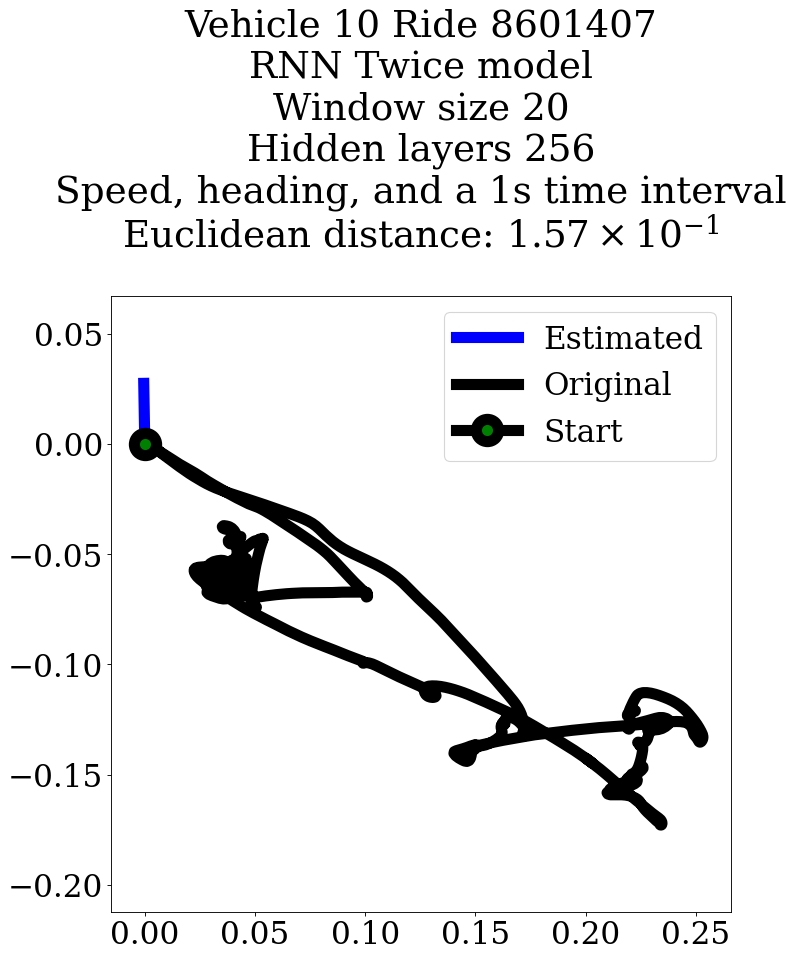 Vehicle 10 Ride 8601407
RNN Twice model
Window size 20
Hidden layers 256
Speed, heading, and a 1s time interval
Euclidean distance: 1.57 × 10⁻¹
Estimated
Original
Start
0.05
0.00
−0.05
−0.10
−0.15
−0.20
0.00 0.05 0.10 0.15 0.20 0.25